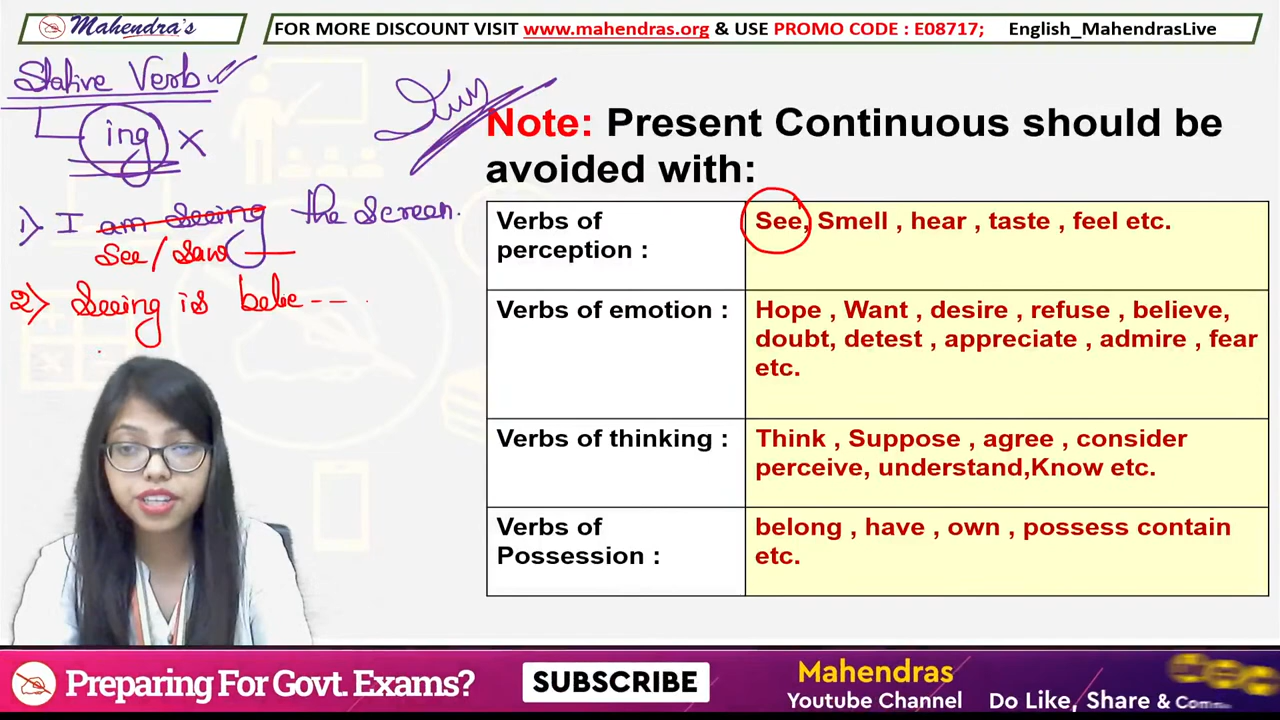 Mahendra's
FOR MORE DISCOUNT VISIT www.mahendras.org & USE PROMO CODE : E08717;
English_MahendrasLive
Stative Verb
ing X
1) I am seeing the Screen.
See / Saw
2) Seeing is
Note: Present Continuous should be
avoided with:
Verbs of
perception :
See, Smell , hear , taste , feel etc.
Verbs of emotion :
Hope , Want , desire , refuse , believe,
doubt, detest , appreciate , admire , fear
etc.
Verbs of thinking :
Think , Suppose , agree , consider
perceive, understand,Know etc.
Verbs of
Possession :
belong , have , own , possess contain
etc.
Preparing For Govt. Exams?
SUBSCRIBE
Mahendras
Youtube Channel
Do Like, Share &